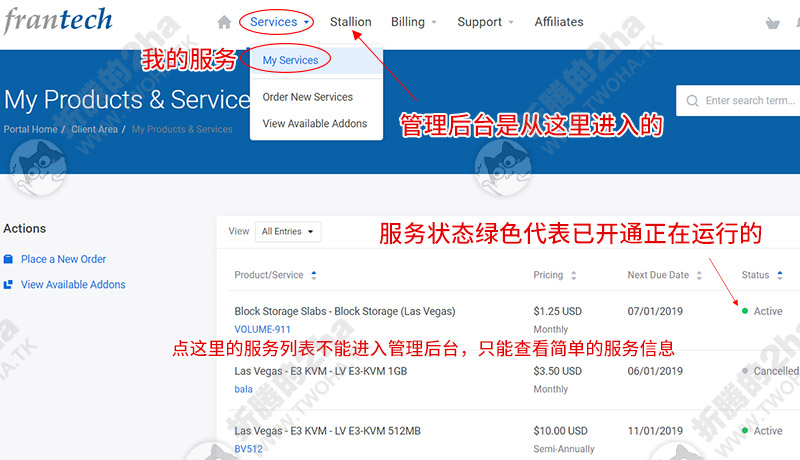 frantech
Services Stallion Billing Support Affiliates
我的服务
My Services
Order New Services
View Available Addons
My Products & Service
Enter search term...
管理后台是从这里进入的
Portal Home / Client Area / My Products & Services
折腾的2ha
WWW.TWOHA.TK
Actions
Place a New Order
View Available Addons
View All Entries
服务状态绿色代表已开通正在运行的
Product/Service Pricing Next Due Date Status
Block Storage Slabs - Block Storage (Las Vegas) $1.25 USD 07/01/2019 Active
VOLUME-911 Monthly
点这里的服务列表不能进入管理后台，只能查看简单的服务信息
Las Vegas - E3 KVM - LV E3-KVM 1GB $3.50 USD 06/01/2019 Cancelled
bala Monthly
Las Vegas - E3 KVM - LV E3-KVM 512MB $10.00 USD 11/01/2019 Active
BV512 Semi-Annually